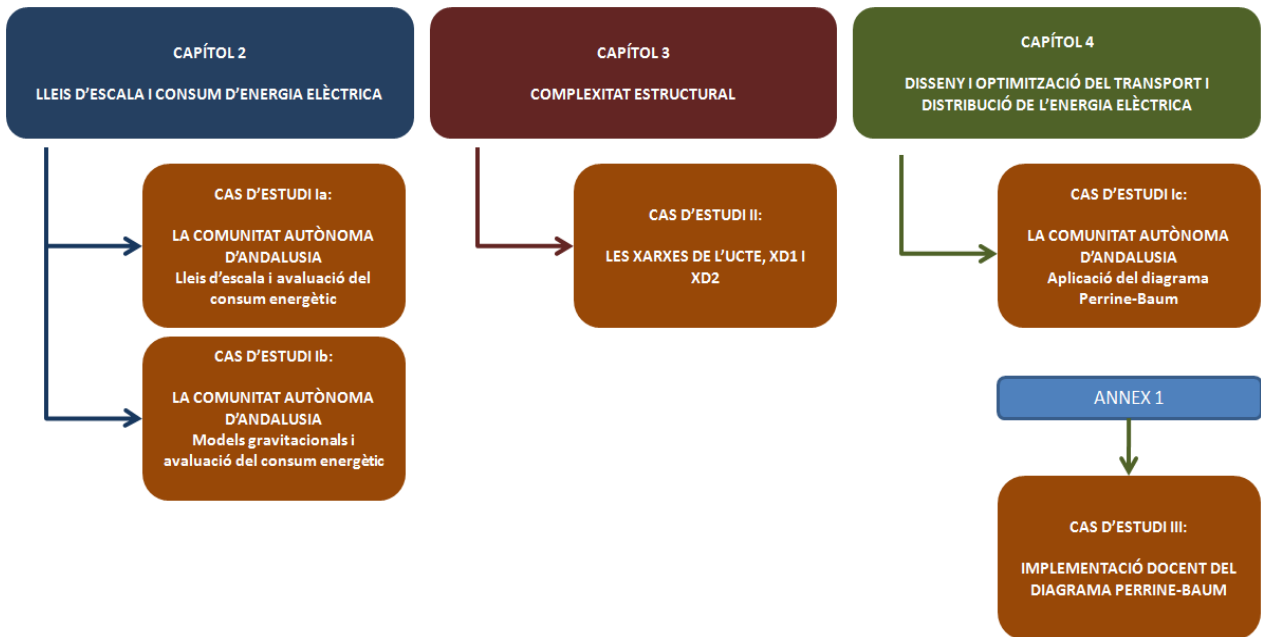 CAPÍTOL 2
LLEIS D'ESCALA I CONSUM D'ENERGIA ELÈCTRICA
CAS D'ESTUDI Ia:
LA COMUNITAT AUTÒNOMA
D'ANDALUSIA
Lleis d'escala i avaluació del
consum energètic
CAS D'ESTUDI Ib:
LA COMUNITAT AUTÒNOMA
D'ANDALUSIA
Models gravitacionals i
avaluació del consum energètic
CAPÍTOL 3
COMPLEXITAT ESTRUCTURAL
CAS D'ESTUDI II:
LES XARXES DE L'UCTE, XD1 I
XD2
CAPÍTOL 4
DISSENY I OPTIMITZACIÓ DEL TRANSPORT I
DISTRIBUCIÓ DE L'ENERGIA ELÈCTRICA
CAS D'ESTUDI Ic:
LA COMUNITAT AUTÒNOMA
D'ANDALUSIA
Aplicació del diagrama
Perrine-Baum
ANNEX 1
CAS D'ESTUDI III:
IMPLEMENTACIÓ DOCENT DEL
DIAGRAMA PERRINE-BAUM